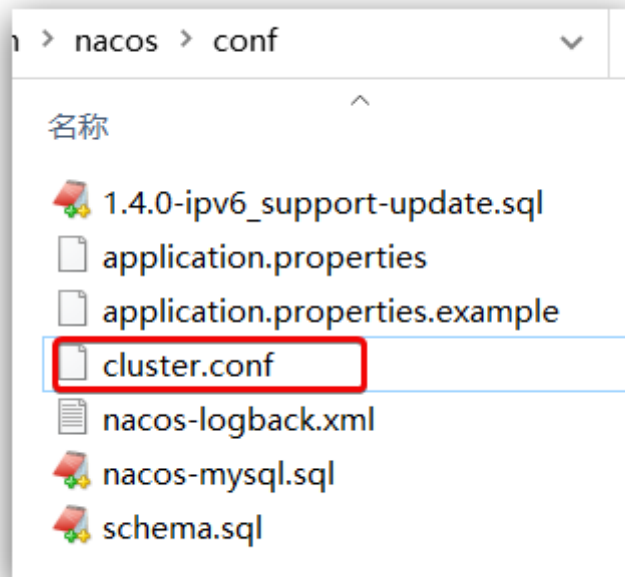 nacos > conf
名称
1.4.0-ipv6_support-update.sql
application.properties
application.properties.example
cluster.conf
nacos-logback.xml
nacos-mysql.sql
schema.sql